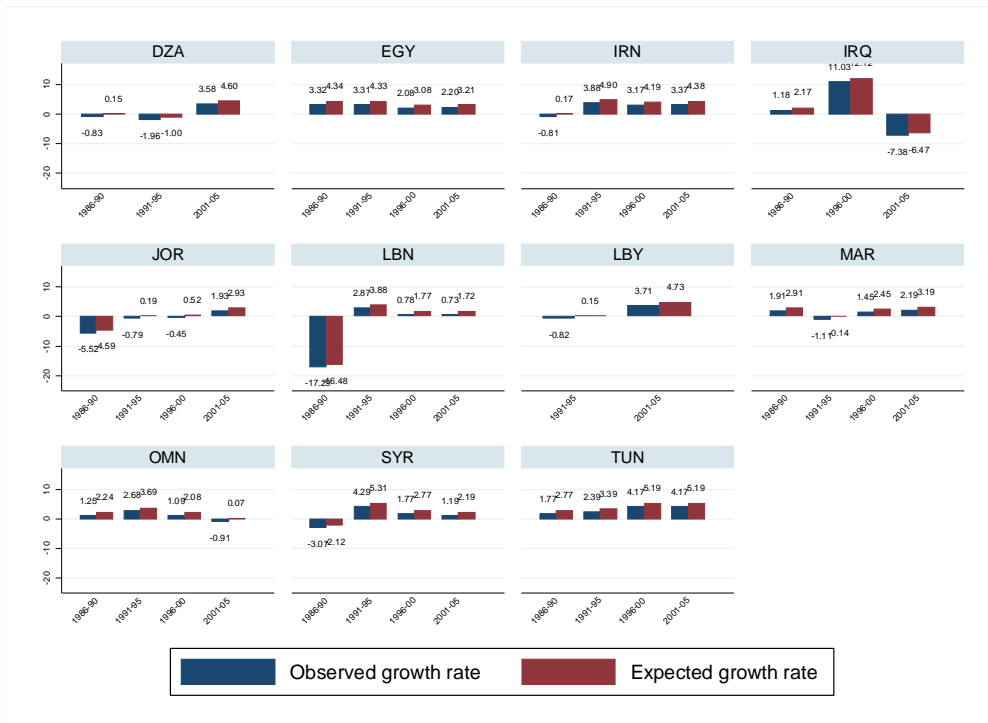 DZA EGY IRN IRQ
10 0 -10 -20
-0.83 0.15 -1.96 -1.00 3.58 4.60
3.32 4.34 3.31 4.33 2.08 3.08 2.20 3.21
-0.81 0.17 3.88 4.90 3.17 4.19 3.37 4.38
1.18 2.17 11.03 -7.38 -6.47
1986-90 1991-95 2001-05
1986-90 1991-95 1996-00 2001-05
1986-90 1991-95 1996-00 2001-05
1986-90 1996-00 2001-05
JOR LBN LBY MAR
10 0 -10 -20
-5.52 -4.59 -0.79 0.19 -0.45 0.52 1.93 2.93
-17.29 -16.48 2.87 3.88 0.78 1.77 0.73 1.72
-0.82 0.15 3.71 4.73
1.91 2.91 -1.11 -0.14 1.45 2.45 2.19 3.19
1986-90 1991-95 1996-00 2001-05
1986-90 1991-95 1996-00 2001-05
1991-95 2001-05
1986-90 1991-95 1996-00 2001-05
OMN SYR TUN
10 0 -10 -20
1.25 2.24 2.68 3.69 1.09 2.08 -0.91 0.07
-3.07 -2.12 4.29 5.31 1.77 2.77 1.19 2.19
1.77 2.77 2.39 3.39 4.17 5.19 4.17 5.19
1986-90 1991-95 1996-00 2001-05
1986-90 1991-95 1996-00 2001-05
1986-90 1991-95 1996-00 2001-05
Observed growth rate Expected growth rate